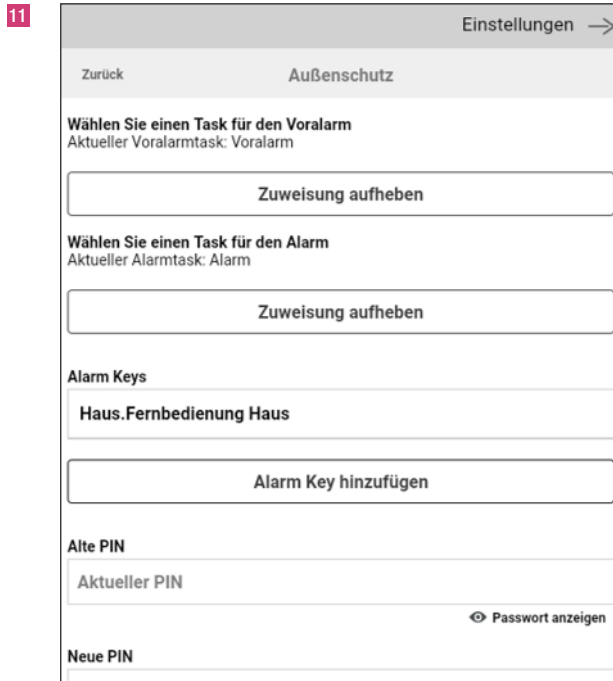 11
Einstellungen
Zurück
Außenschutz
Wählen Sie einen Task für den Voralarm
Aktueller Voralarmtask: Voralarm
Zuweisung aufheben
Wählen Sie einen Task für den Alarm
Aktueller Alarmtask: Alarm
Zuweisung aufheben
Alarm Keys
Haus.Fernbedienung Haus
Alarm Key hinzufügen
Alte PIN
Aktueller PIN
Passwort anzeigen
Neue PIN